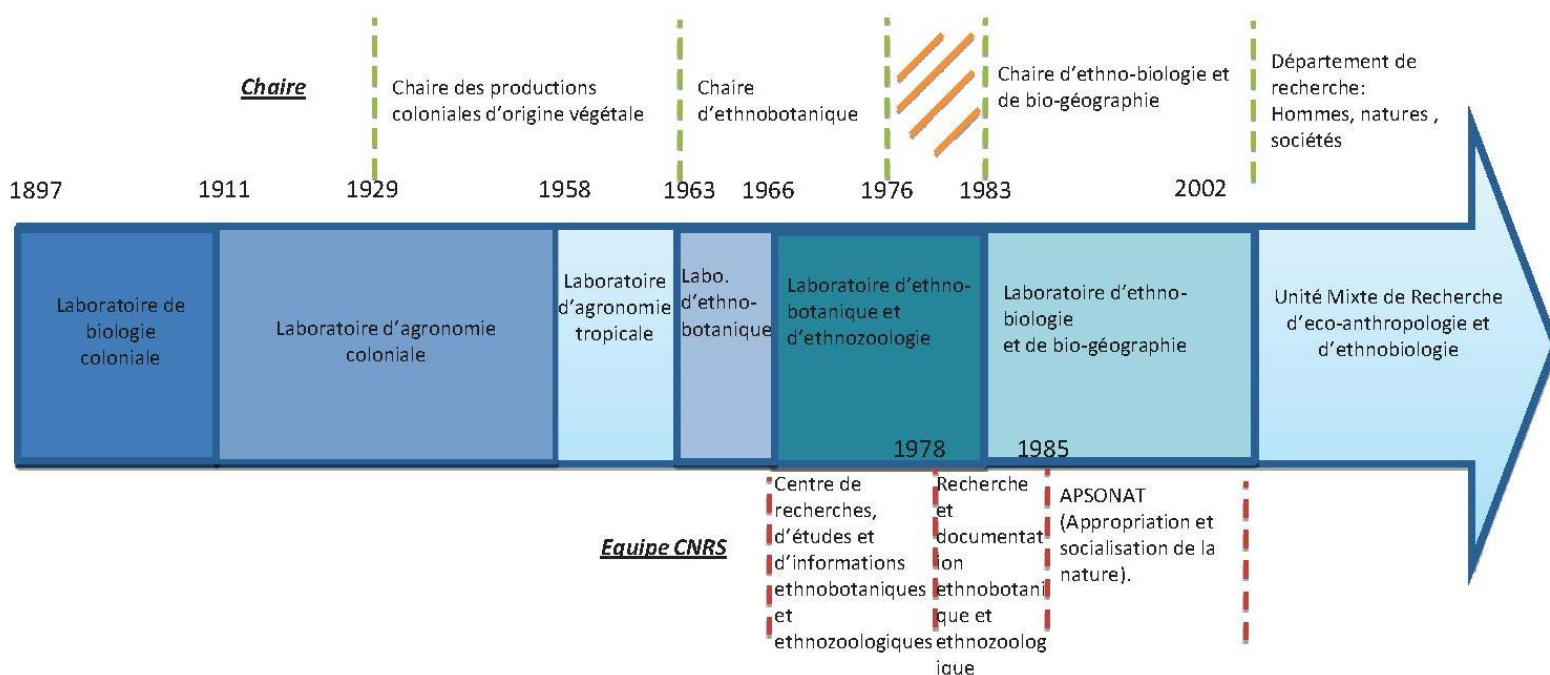 Chaire
Chaire des productions
coloniales d'origine végétale
Chaire
d'ethnobotanique
Chaire d'ethno-biologie et
de bio-géographie
Département de
recherche:
Hommes, natures ,
sociétés
1897
1911
1929
1958
1963
1966
1976
1983
2002
Laboratoire de
biologie
coloniale
Laboratoire d'agronomie
coloniale
Laboratoire
d'agronomie
tropicale
Labo.
d'ethno-
botanique
Laboratoire d'ethno-
botanique et
d'ethnozoologie
Laboratoire d'ethno-
biologie
et de bio-géographie
Unité Mixte de Recherche
d'eco-anthropologie et
d'ethnobiologie
1978
1985
Equipe CNRS
Centre de
recherches,
d'études et
d'informations
ethnobotaniques
et
ethnozoologiques
Recherche
et
documentat
ion
ethnobotani
que et
ethnozoolog
ique
APSONAT
(Appropriation et
socialisation de la
nature).